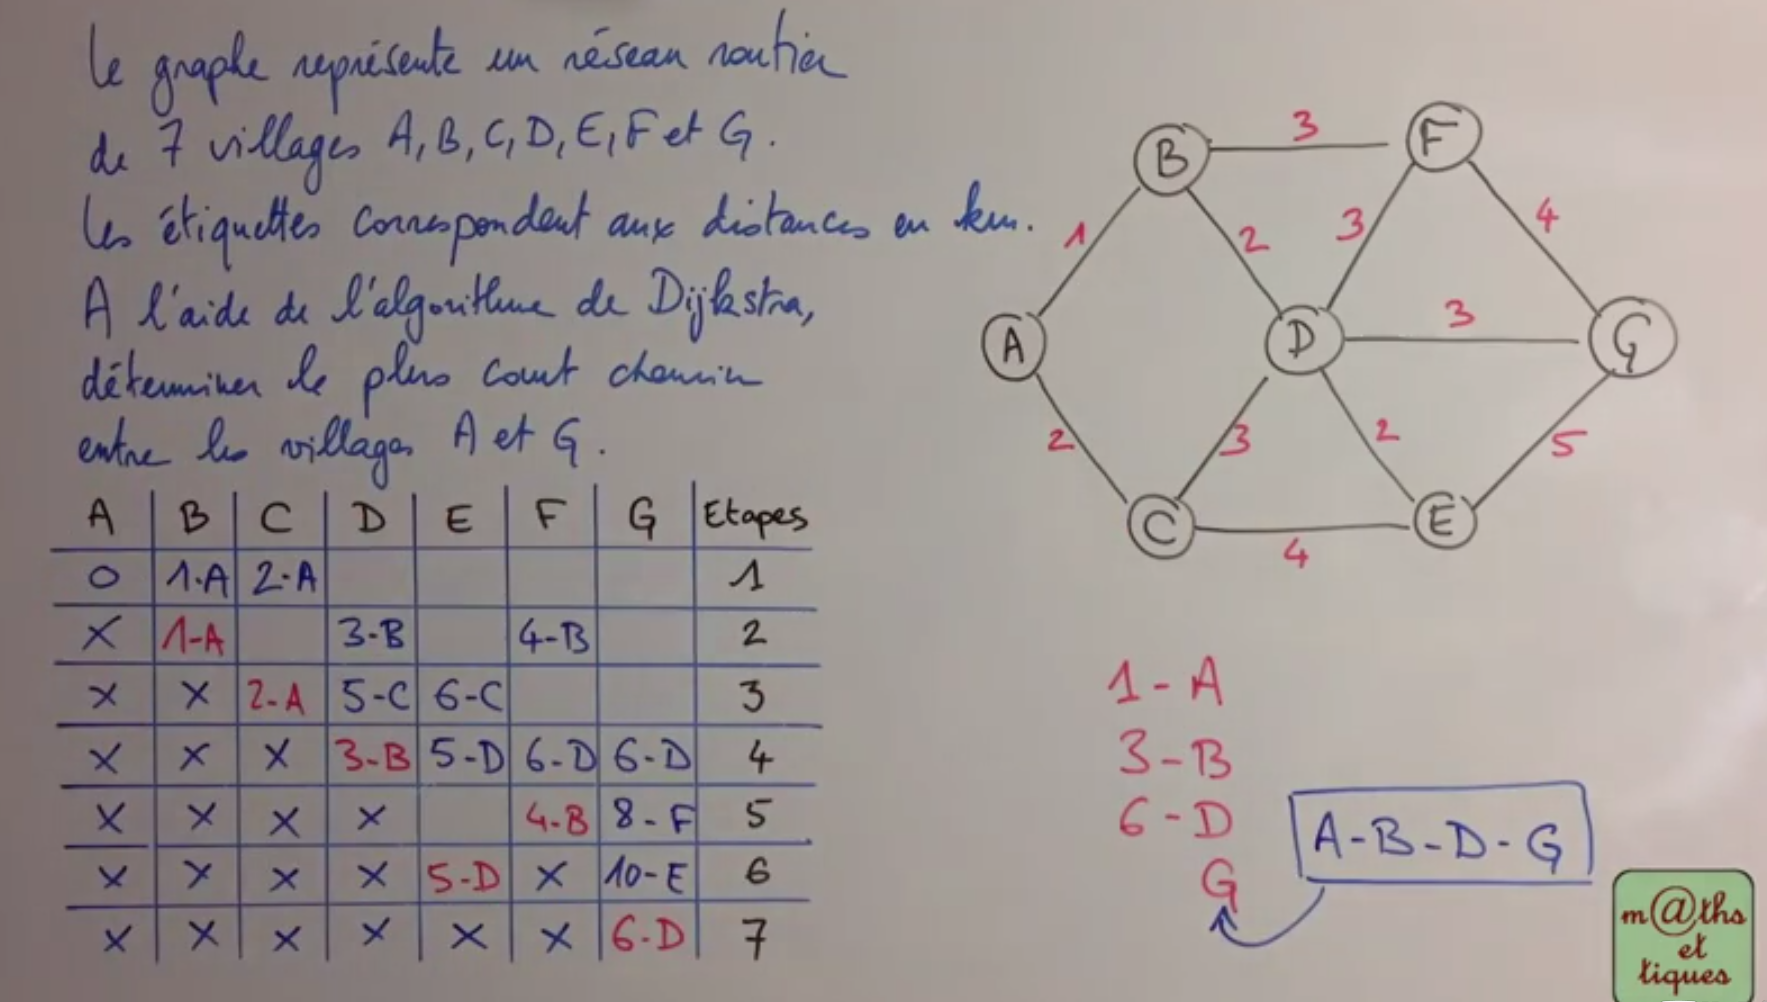 Le graphe représente un réseau routier
de 7 villages A, B, C, D, E, F et G.
Les étiquettes correspondent aux distances en km.
A l'aide de l'algorithme de Dijkstra,
déterminer le plus court chemin
entre les villages A et G.
A B C D E F G Etapes
0 1-A 2-A 1
X 1-A 3-B 4-B 2
X X 2-A 5-C 6-C 3
X X X 3-B 5-D 6-D 6-D 4
X X X X 4-B 8-F 5
X X X X 5-D X 10-E 6
X X X X X X 6-D 7
B 3 F
1 2 3 4
A D 3 G
2 3 2 5
C 4 E
1-A
3-B
6-D
G
A-B-D-G
m@ths
et
tiques